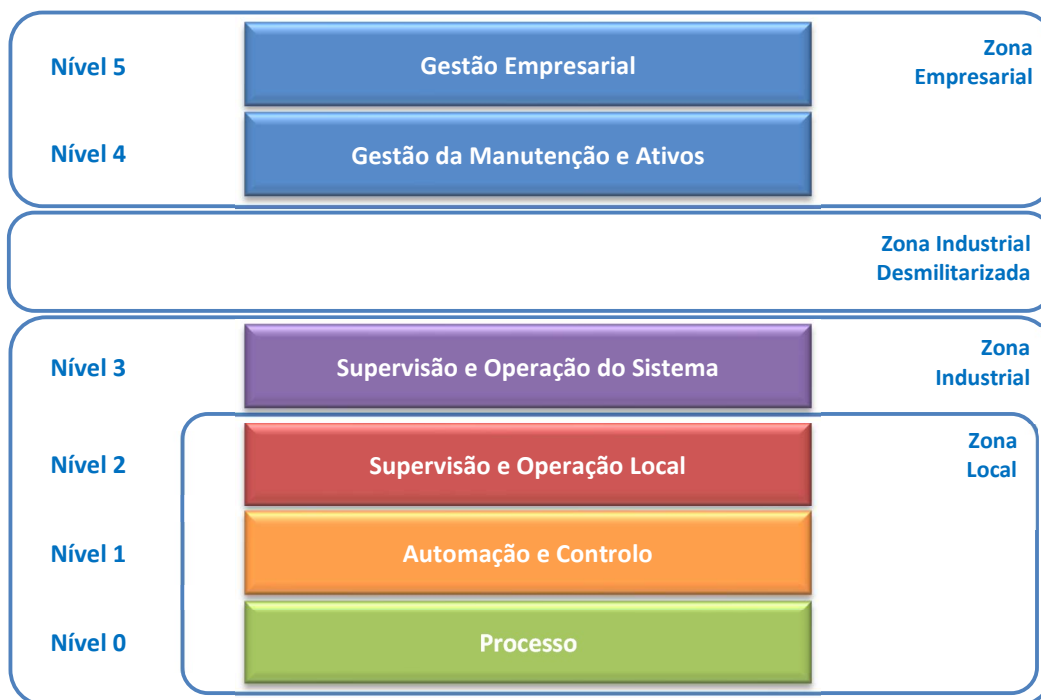 Nível 5
Gestão Empresarial
Zona
Empresarial
Nível 4
Gestão da Manutenção e Ativos
Zona Industrial
Desmilitarizada
Nível 3
Supervisão e Operação do Sistema
Zona
Industrial
Nível 2
Supervisão e Operação Local
Zona
Local
Nível 1
Automação e Controlo
Nível 0
Processo